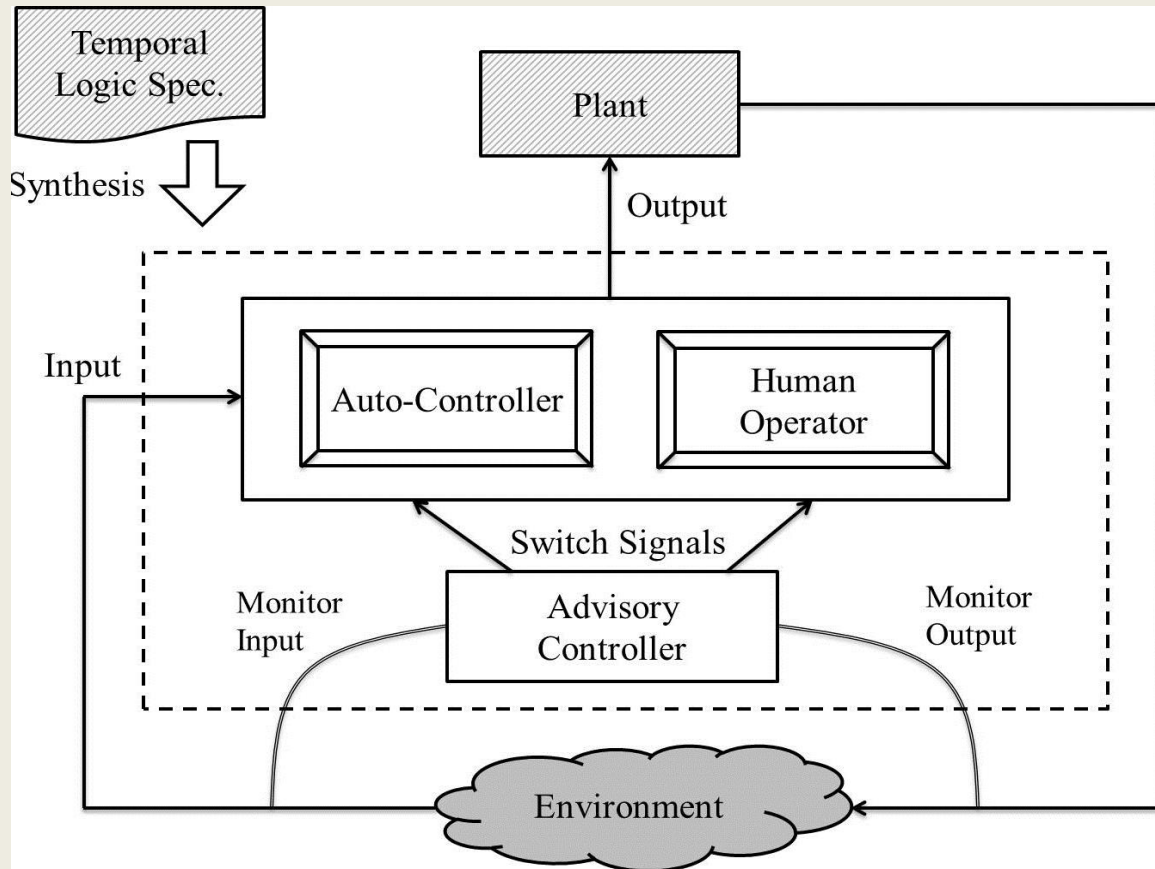 Temporal
Logic Spec.
Plant
Synthesis
Output
Input
Auto-Controller
Human
Operator
Switch Signals
Monitor
Input
Advisory
Controller
Monitor
Output
Environment